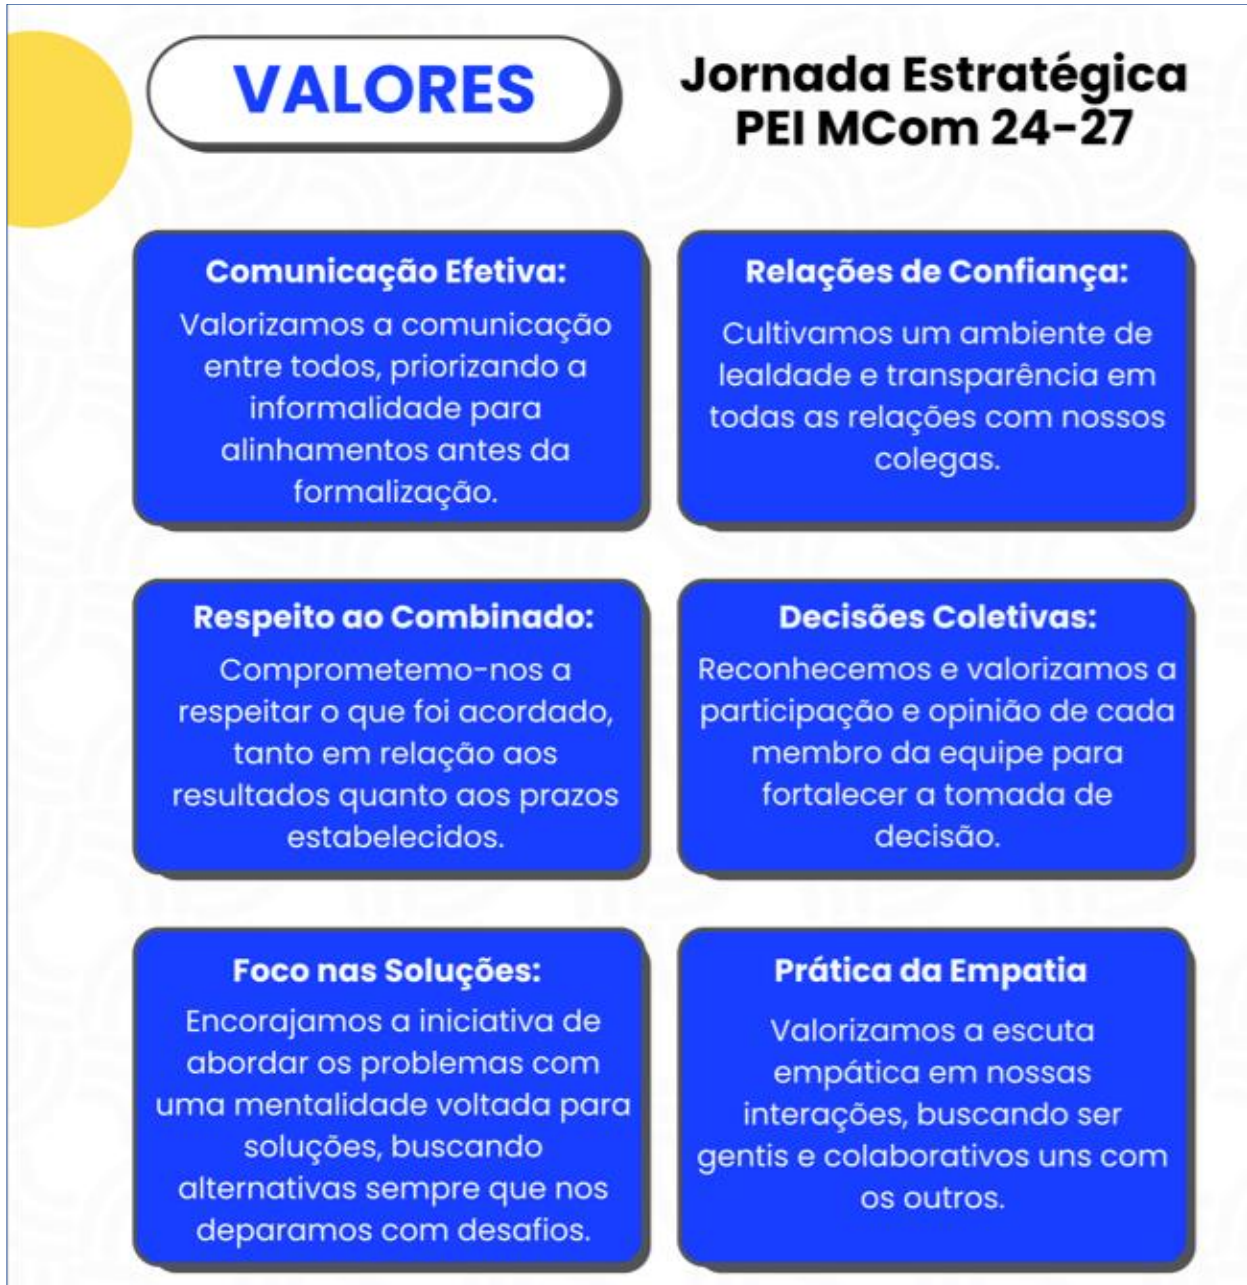 VALORES
Jornada Estratégica
PEI MCom 24-27
Comunicação Efetiva:
Valorizamos a comunicação
entre todos, priorizando a
informalidade para
alinhamentos antes da
formalização.
Relações de Confiança:
Cultivamos um ambiente de
lealdade e transparência em
todas as relações com nossos
colegas.
Respeito ao Combinado:
Comprometemo-nos a
respeitar o que foi acordado,
tanto em relação aos
resultados quanto aos prazos
estabelecidos.
Decisões Coletivas:
Reconhecemos e valorizamos a
participação e opinião de cada
membro da equipe para
fortalecer a tomada de
decisão.
Foco nas Soluções:
Encorajamos a iniciativa de
abordar os problemas com
uma mentalidade voltada para
soluções, buscando
alternativas sempre que nos
deparamos com desafios.
Prática da Empatia
Valorizamos a escuta
empática em nossas
interações, buscando ser
gentis e colaborativos uns com
os outros.